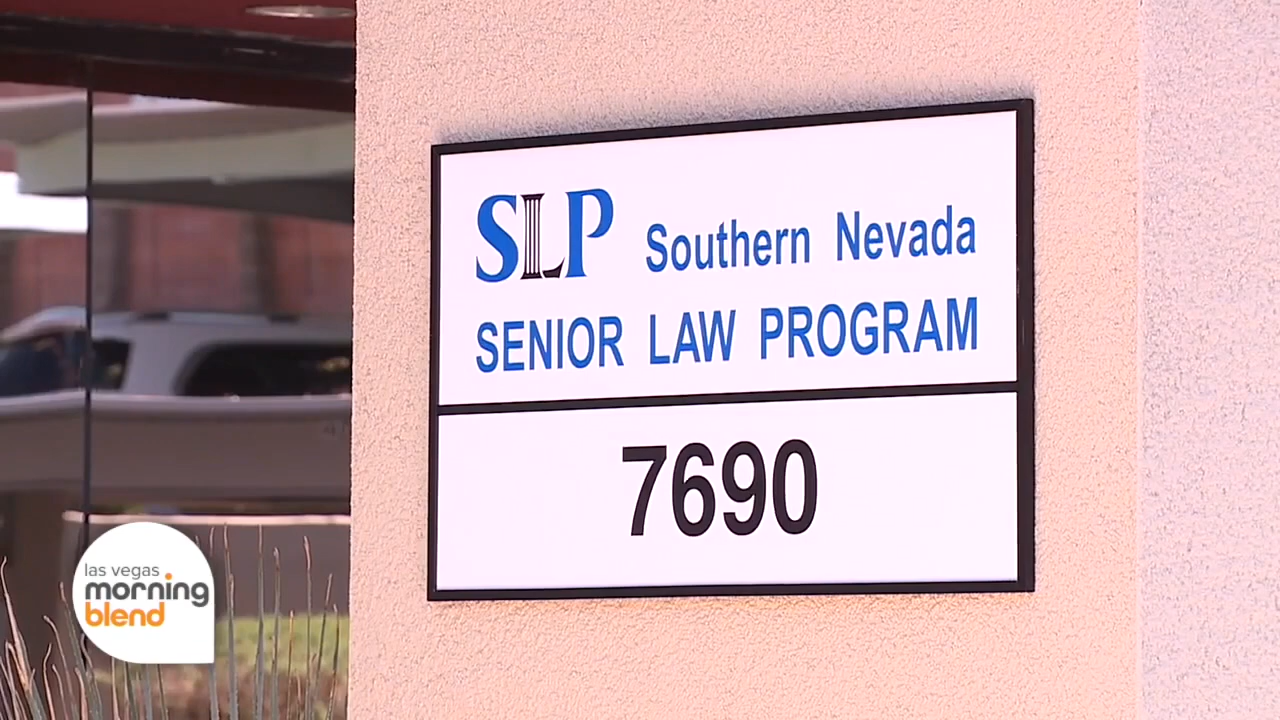 SLP Southern Nevada
SENIOR LAW PROGRAM
7690
las vegas
morning
blend